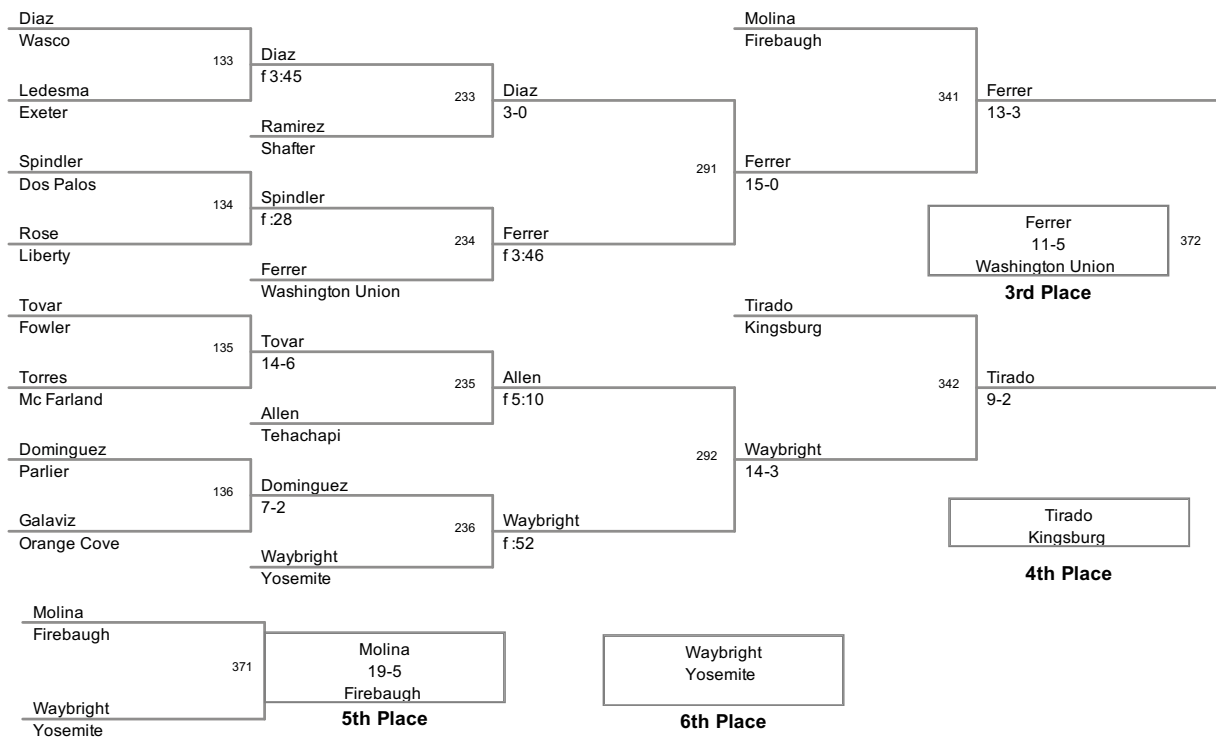 Diaz
Wasco
133
Ledesma
Exeter
Diaz
f 3:45
233
Ramirez
Shafter
Spindler
Dos Palos
134
Rose
Liberty
Spindler
f :28
234
Ferrer
Washington Union
Diaz
3-0
291
Ferrer
f 3:46
Tovar
Fowler
135
Torres
Mc Farland
Tovar
14-6
235
Allen
Tehachapi
Dominguez
Parlier
136
Galaviz
Orange Cove
Dominguez
7-2
236
Waybright
Yosemite
Allen
f 5:10
292
Waybright
f :52
Molina
Firebaugh
341
Ferrer
15-0
Ferrer
13-3
Ferrer
11-5
Washington Union
372
3rd Place
Tirado
Kingsburg
342
Waybright
14-3
Tirado
9-2
Tirado
Kingsburg
4th Place
Molina
Firebaugh
371
Waybright
Yosemite
Molina
19-5
Firebaugh
5th Place
Waybright
Yosemite
6th Place